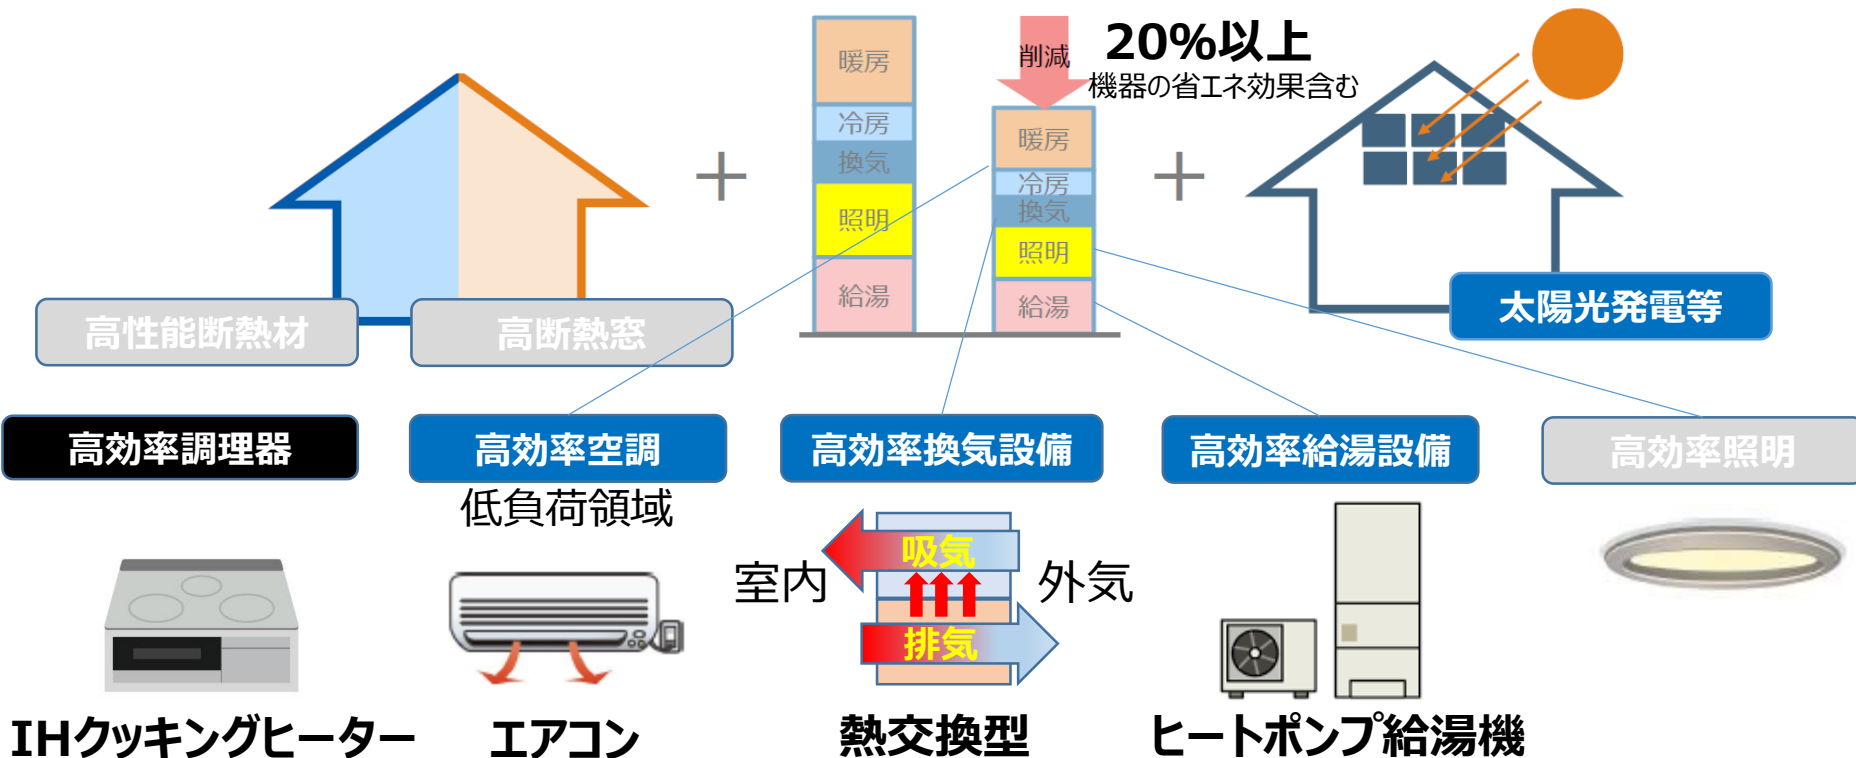 暖房
冷房
換気
照明
給湯
削減
20%以上
機器の省エネ効果含む
暖房
冷房
換気
照明
給湯
高性能断熱材
高断熱窓
太陽光発電等
高効率調理器
高効率空調
高効率換気設備
高効率給湯設備
高効率照明
低負荷領域
室内
吸気
排気
外気
IHクッキングヒーター
エアコン
熱交換型
ヒートポンプ給湯機